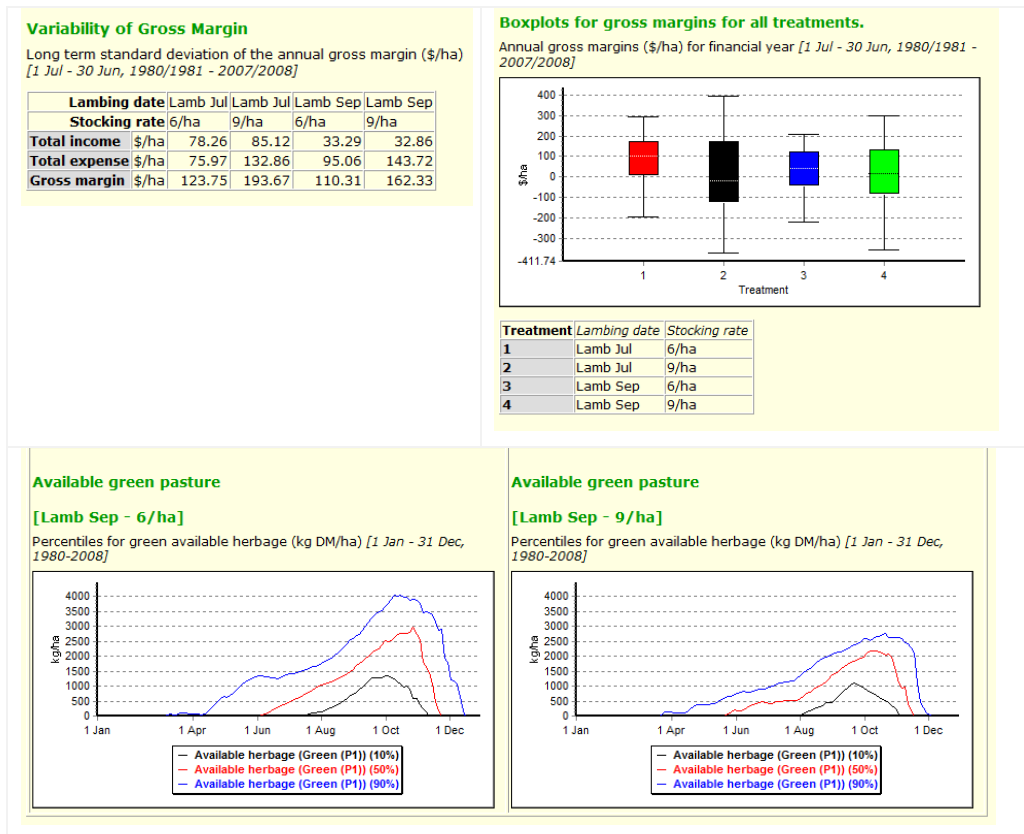 Variability of Gross Margin
Long term standard deviation of the annual gross margin ($/ha)
[1 Jul - 30 Jun, 1980/1981 - 2007/2008]
Lambing date Lamb Jul Lamb Jul Lamb Sep Lamb Sep
Stocking rate 6/ha 9/ha 6/ha 9/ha
Total income $/ha 78.26 85.12 33.29 32.86
Total expense $/ha 75.97 132.86 95.06 143.72
Gross margin $/ha 123.75 193.67 110.31 162.33
Boxplots for gross margins for all treatments.
Annual gross margins ($/ha) for financial year [1 Jul - 30 Jun, 1980/1981 -
2007/2008]
400
300
200
100
0
-100
-200
-300
-411.74
$/ha
1 2 3 4
Treatment
Treatment Lambing date Stocking rate
1 Lamb Jul 6/ha
2 Lamb Jul 9/ha
3 Lamb Sep 6/ha
4 Lamb Sep 9/ha
Available green pasture
[Lamb Sep - 6/ha]
Percentiles for green available herbage (kg DM/ha) [1 Jan - 31 Dec,
1980-2008]
4000
3500
3000
2500
2000
1500
1000
500
0
kg/ha
1 Jan 1 Apr 1 Jun 1 Aug 1 Oct 1 Dec
Available herbage (Green (P1)) (10%)
Available herbage (Green (P1)) (50%)
Available herbage (Green (P1)) (90%)
Available green pasture
[Lamb Sep - 9/ha]
Percentiles for green available herbage (kg DM/ha) [1 Jan - 31 Dec,
1980-2008]
4000
3500
3000
2500
2000
1500
1000
500
0
kg/ha
1 Jan 1 Apr 1 Jun 1 Aug 1 Oct 1 Dec
Available herbage (Green (P1)) (10%)
Available herbage (Green (P1)) (50%)
Available herbage (Green (P1)) (90%)